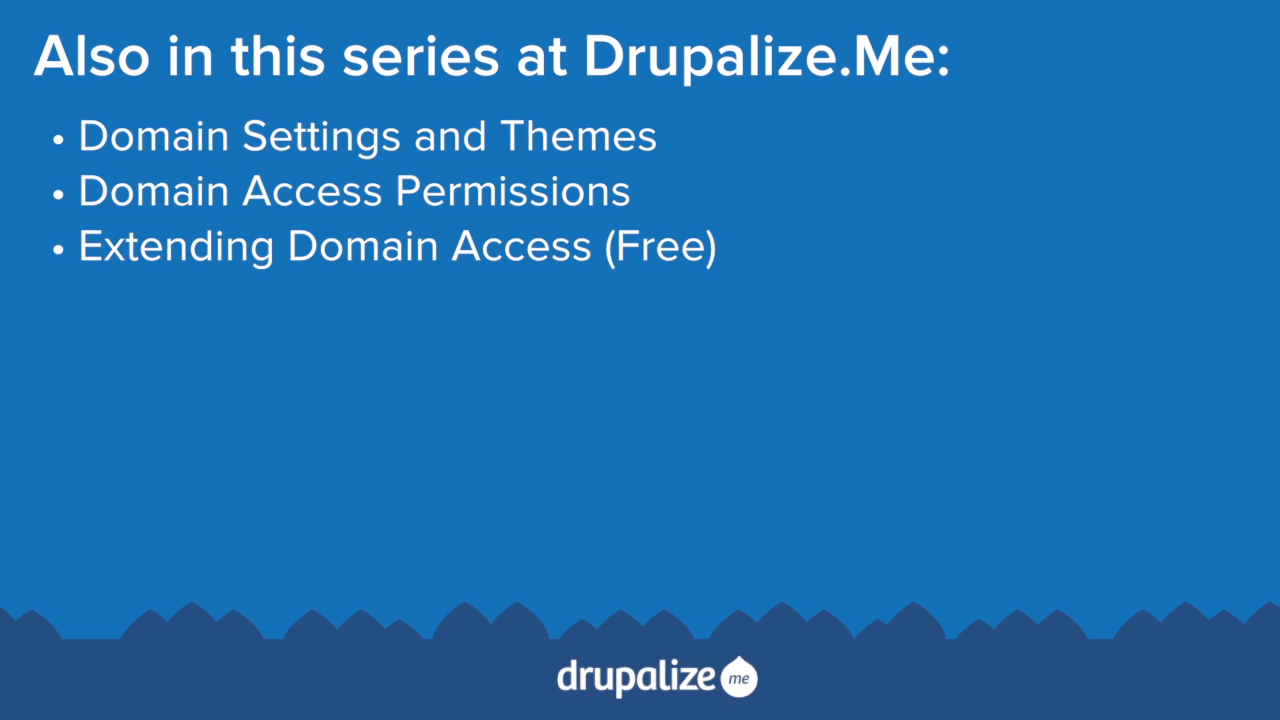 Also in this series at Drupalize.Me:
• Domain Settings and Themes
• Domain Access Permissions
• Extending Domain Access (Free)
drupalize me